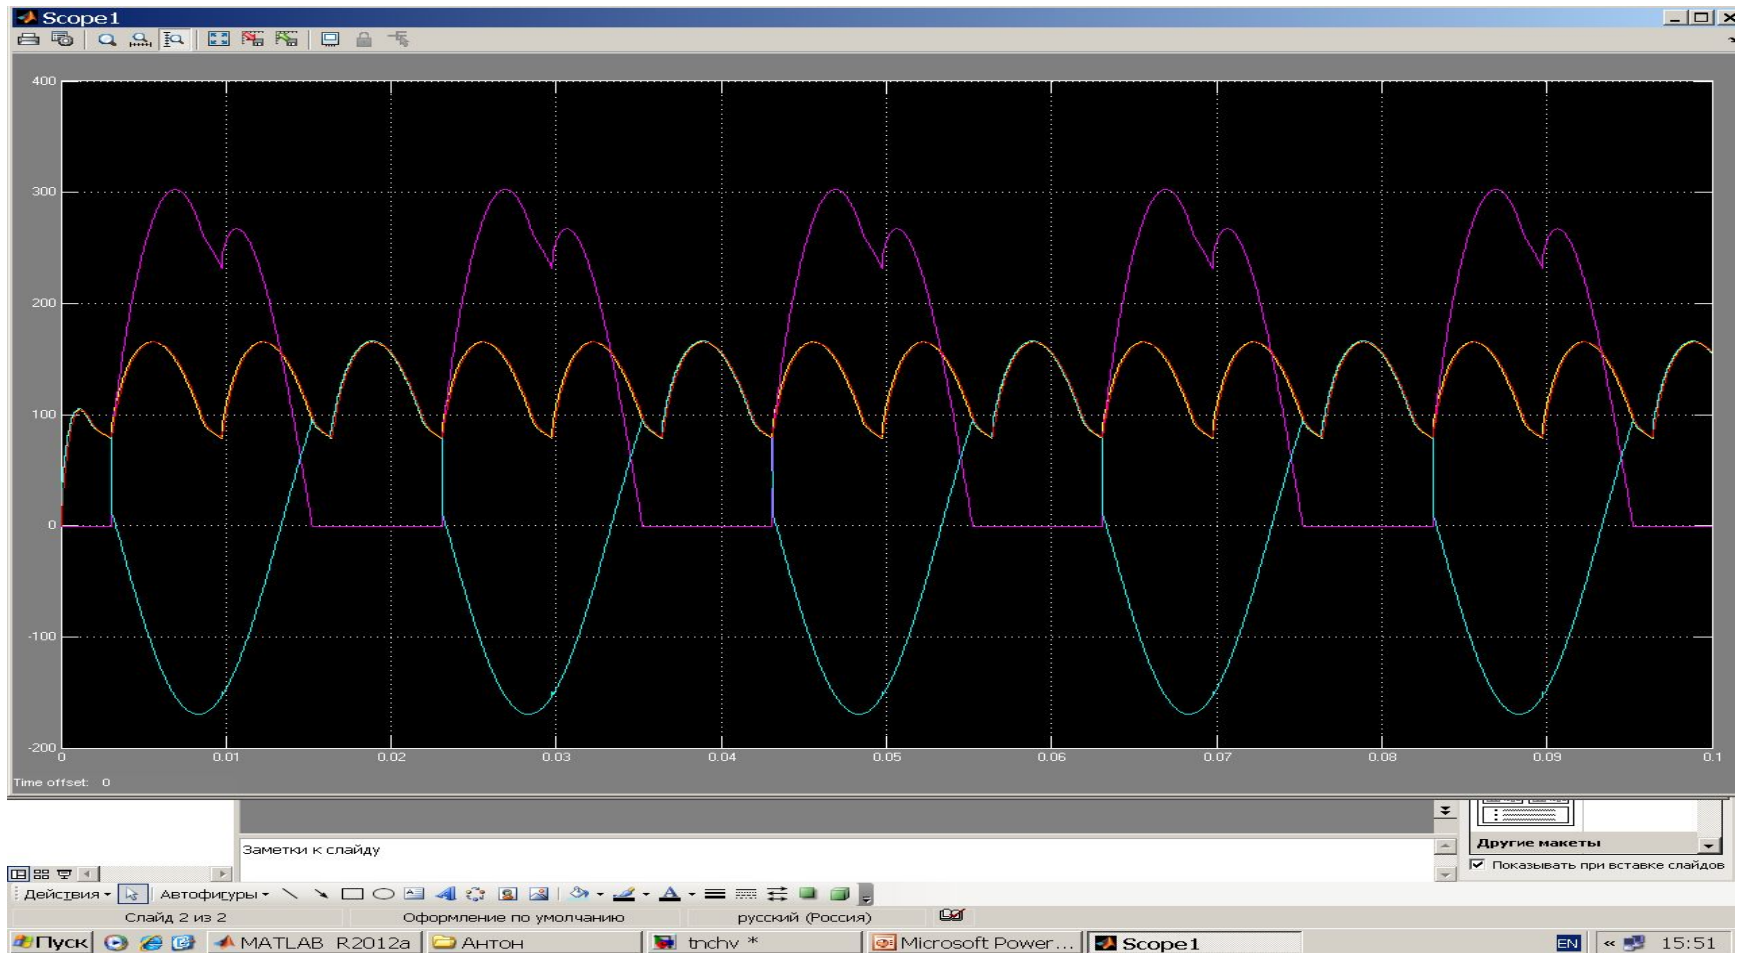 Scope1
400
300
200
100
0
-100
-200
0 0.01 0.02 0.03 0.04 0.05 0.06 0.07 0.08 0.09 0.1
Time offset: 0
Заметки к слайду
Другие макеты
Показывать при вставке слайдов
Действия Автофигуры
Слайд 2 из 2 Оформление по умолчанию русский (Россия)
Пуск MATLAB R2012a Антон tnchv * Microsoft Power... Scope1 EN « 15:51